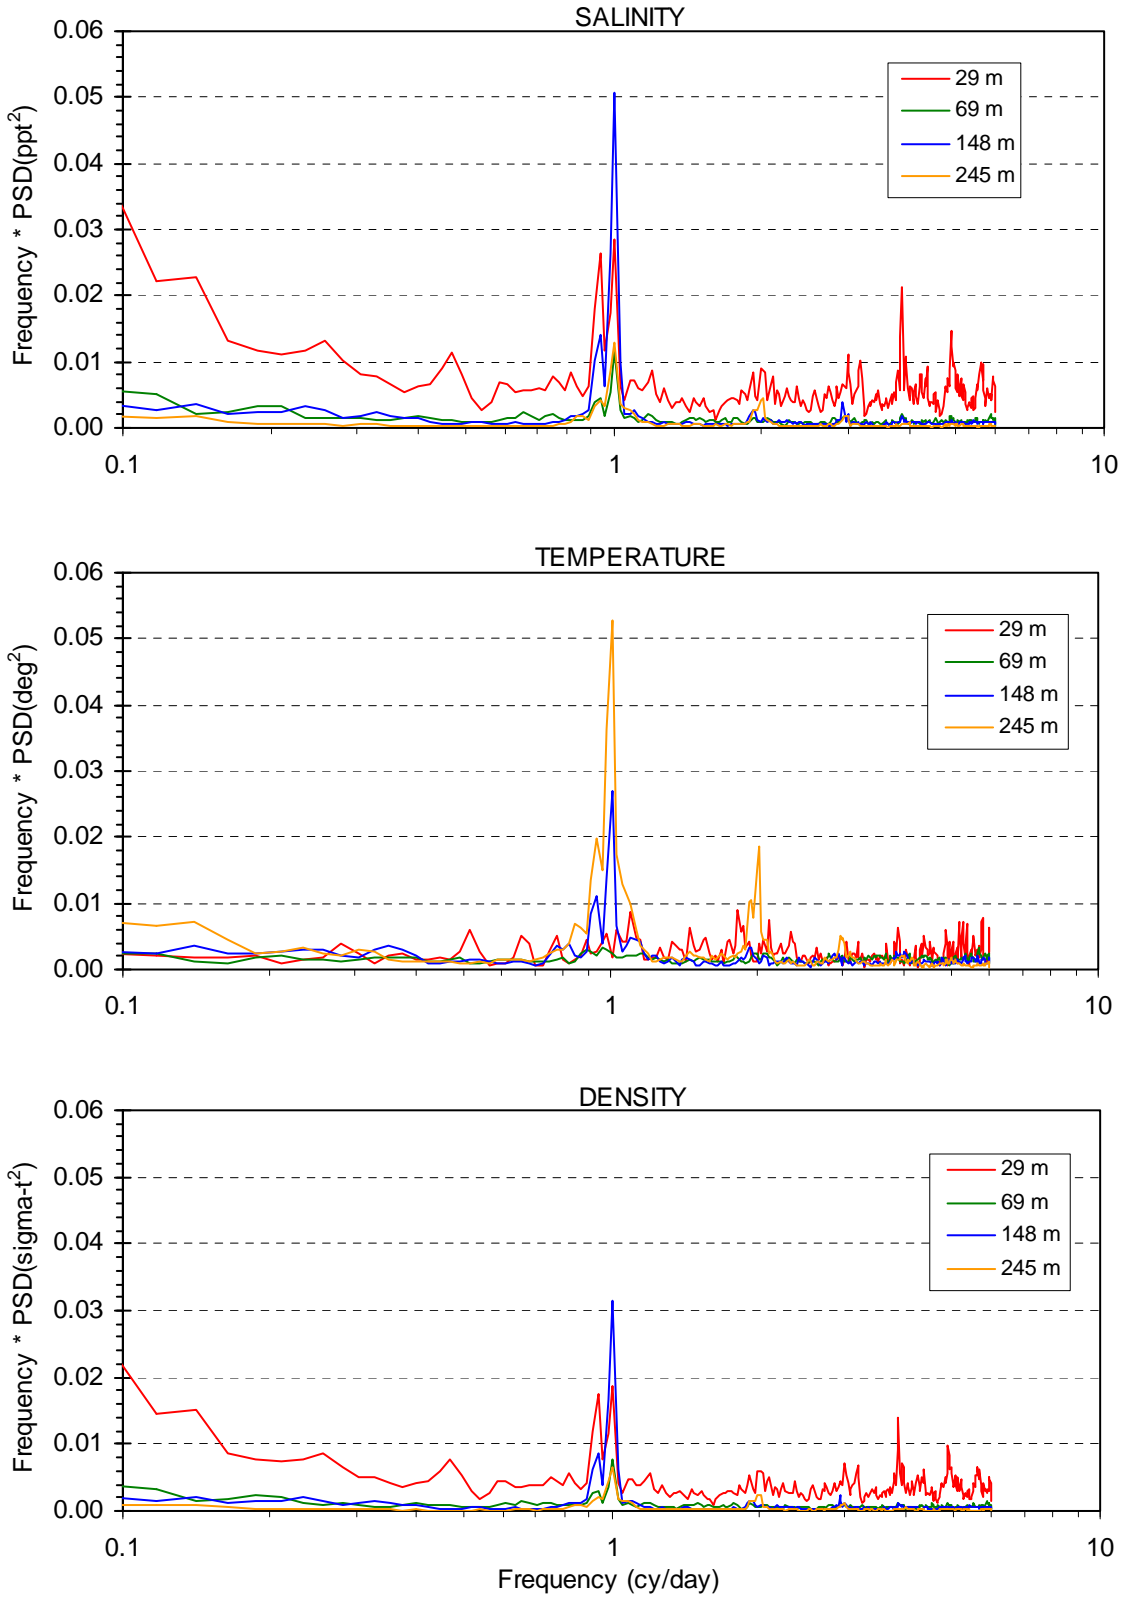 SALINITY
Frequency * PSD(ppt²)
0.06
0.05
0.04
0.03
0.02
0.01
0.00
0.1
1
10
29 m
69 m
148 m
245 m
TEMPERATURE
Frequency * PSD(deg²)
0.06
0.05
0.04
0.03
0.02
0.01
0.00
0.1
1
10
29 m
69 m
148 m
245 m
DENSITY
Frequency * PSD(sigma-t²)
0.06
0.05
0.04
0.03
0.02
0.01
0.00
0.1
1
10
29 m
69 m
148 m
245 m
Frequency (cy/day)